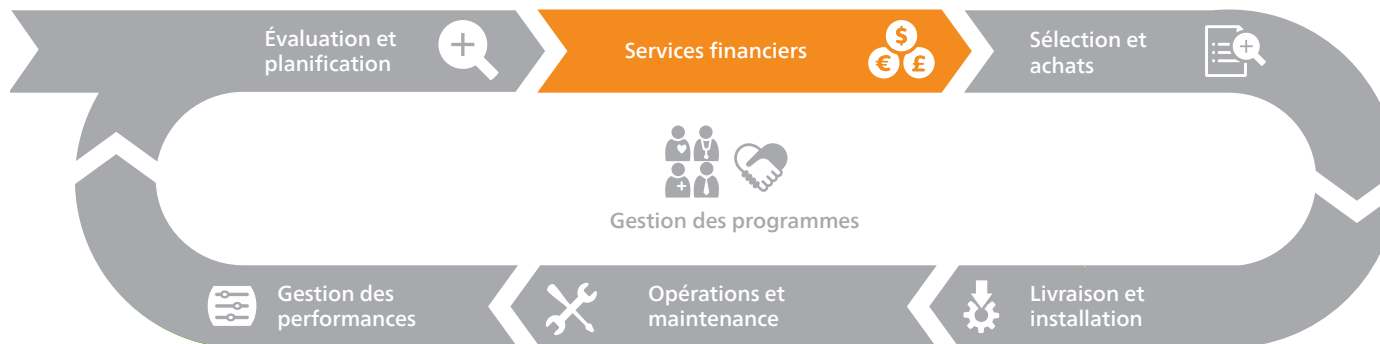 Évaluation et
planification
Services financiers
$
€ £
Sélection et
achats
Gestion des programmes
Gestion des
performances
Opérations et
maintenance
Livraison et
installation